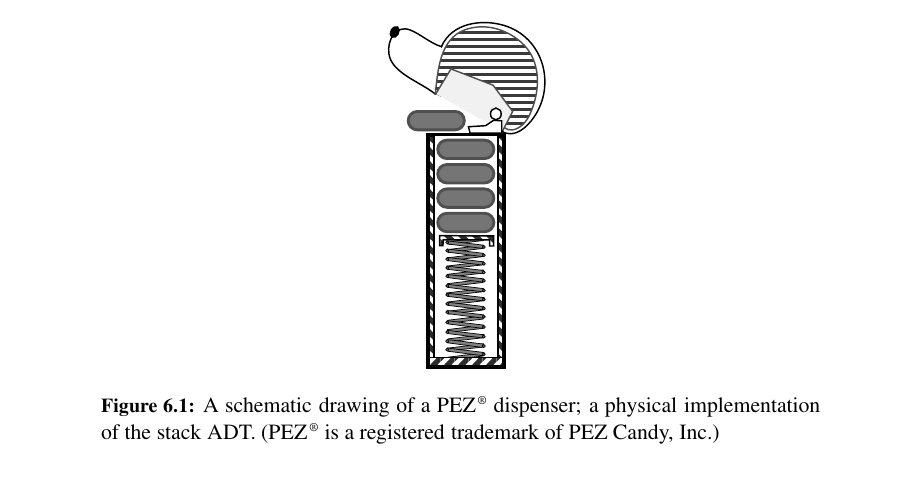 Figure 6.1: A schematic drawing of a PEZ® dispenser; a physical implementation
of the stack ADT. (PEZ® is a registered trademark of PEZ Candy, Inc.)